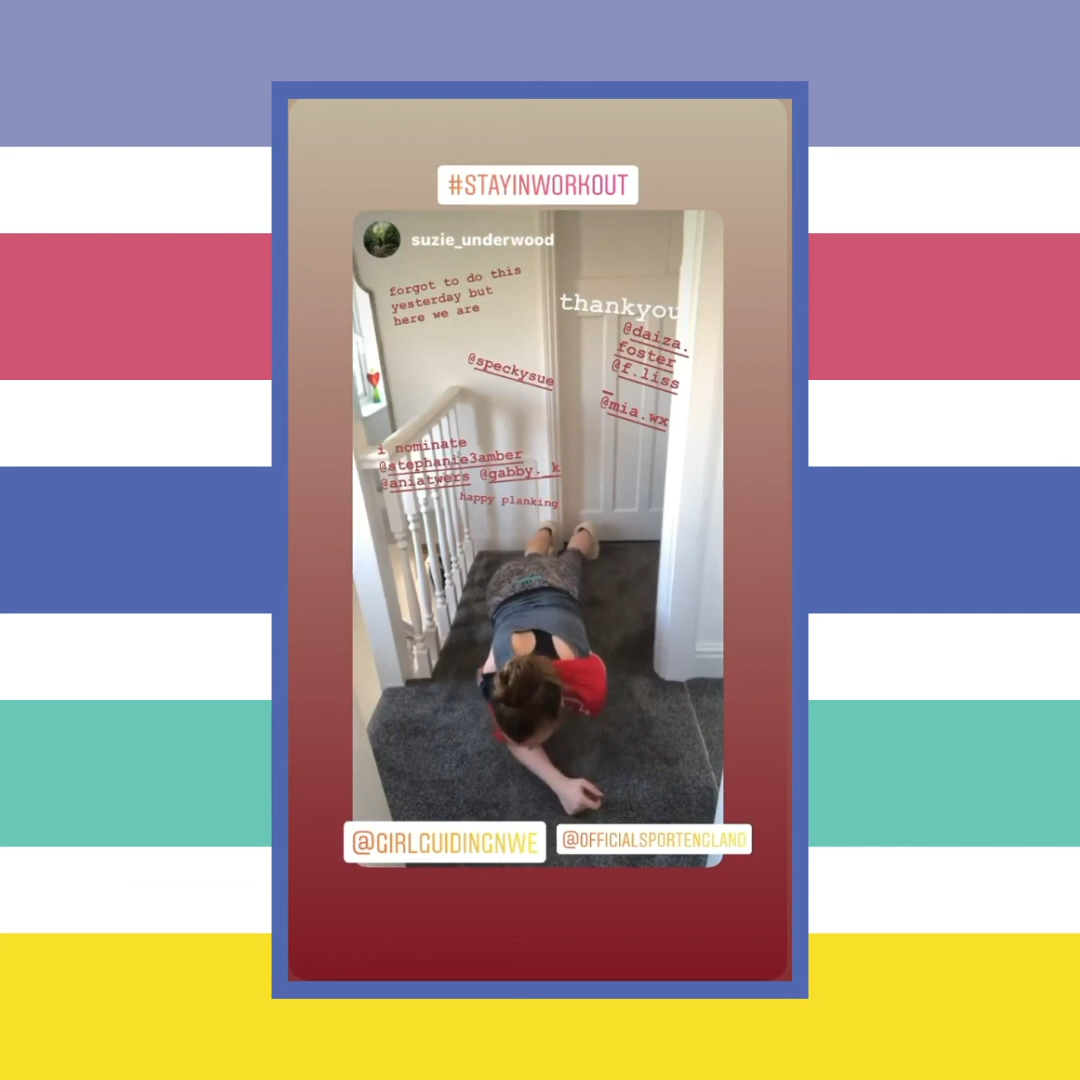 #STAYINWORKOUT
suzie_underwood
forgot to do this
yesterday but
here we are
thankyou
@daiza.
foster
@f.liss
_
@mia.wx
@speckysue
i nominate
@stephanie3amber
@aniatwers @gabby._k
happy planking
@GIRLGUIDINGNWE
@OFFICIALSPORTENGLAND